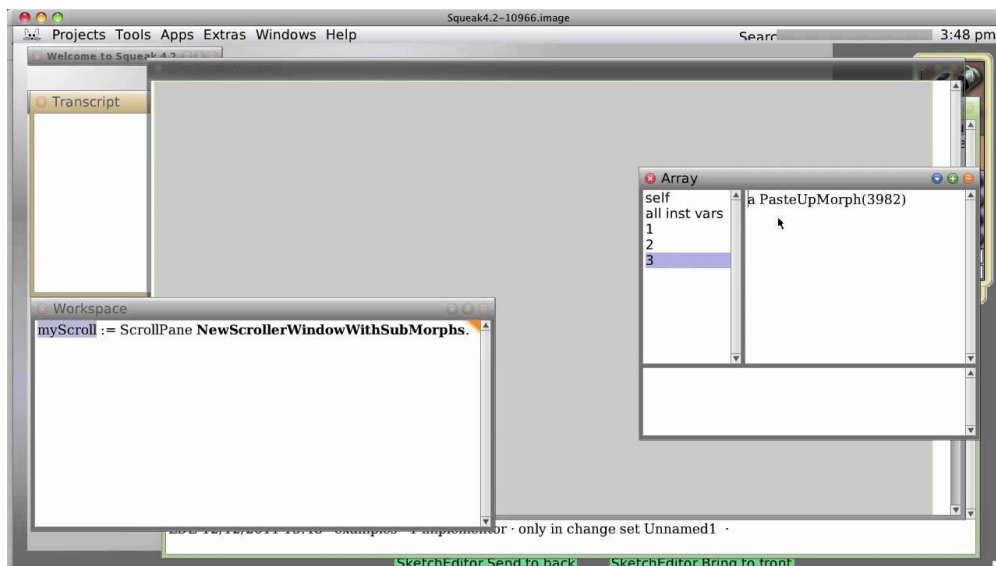 Squeak4.2-10966.image
Projects Tools Apps Extras Windows Help
3:48 pm
Welcome to Squeak 4.2
Transcript
Array
self
all inst vars
1
2
3
a PasteUpMorph(3982)
Workspace
myScroll := ScrollPane NewScrollerWindowWithSubMorphs.
· only in change set Unnamed1 ·
SketchEditor Send to back
SketchEditor Bring to front